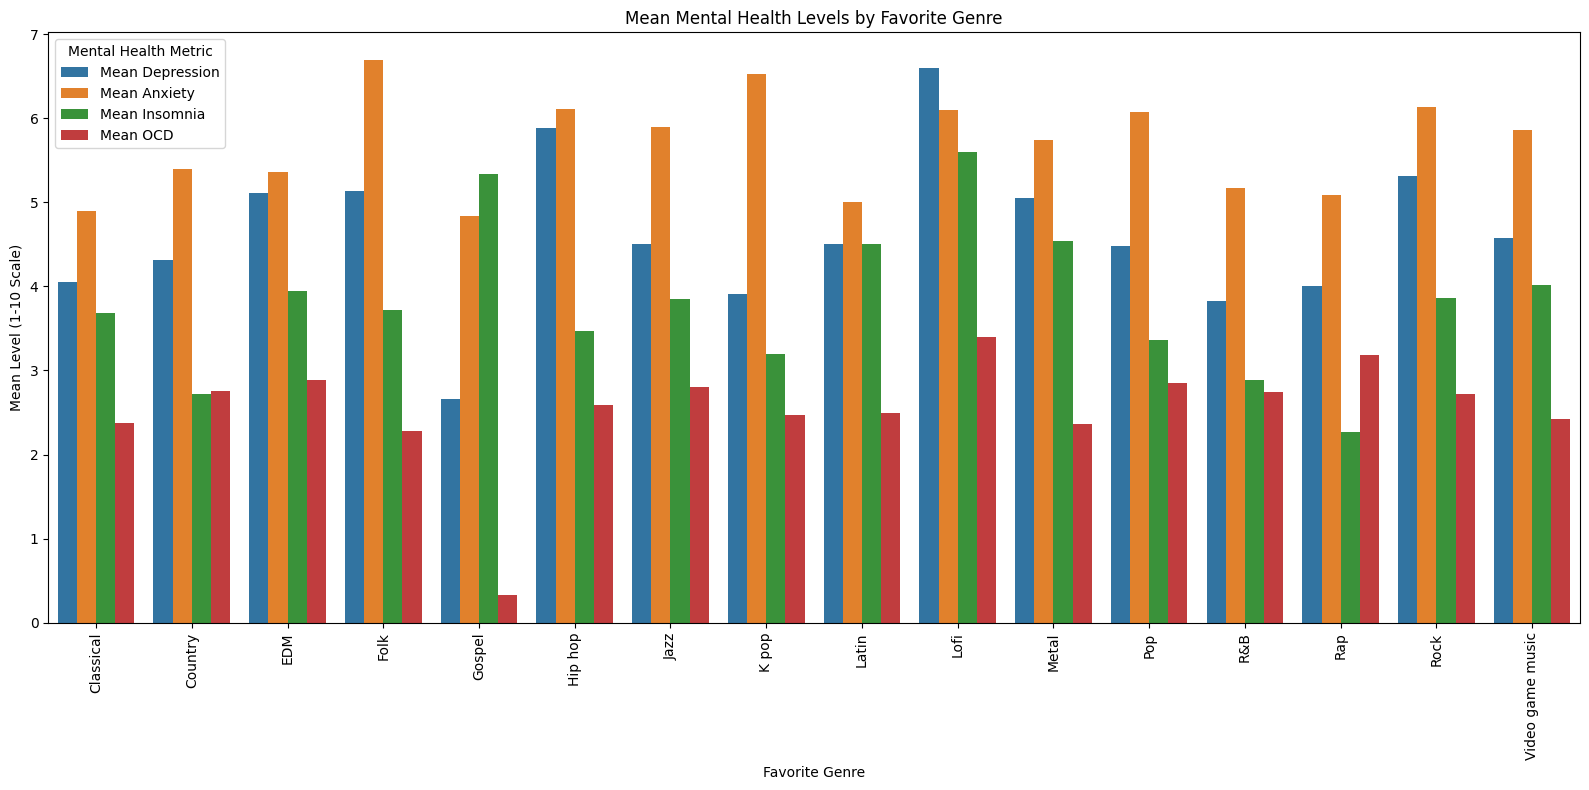 Mean Mental Health Levels by Favorite Genre
Mental Health Metric
Mean Depression
Mean Anxiety
Mean Insomnia
Mean OCD
Mean Level (1-10 Scale)
7
6
5
4
3
2
1
0
Classical
Country
EDM
Folk
Gospel
Hip hop
Jazz
K pop
Latin
Lofi
Metal
Pop
R&B
Rap
Rock
Video game music
Favorite Genre